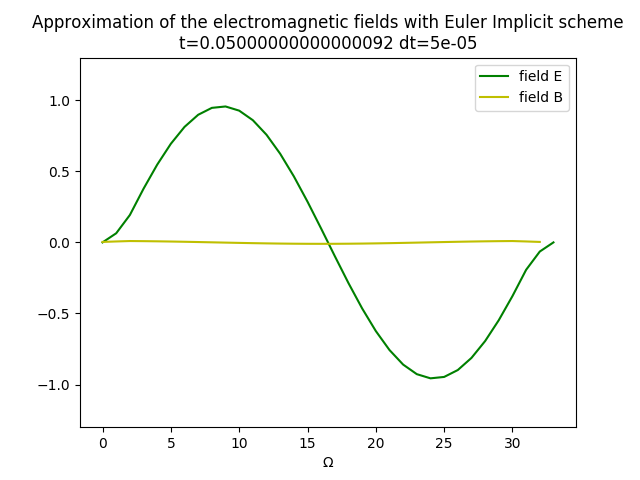 Approximation of the electromagnetic fields with Euler Implicit scheme
t=0.05000000000000092 dt=5e-05
field E
field B
1.0
0.5
0.0
−0.5
−1.0
0 5 10 15 20 25 30
Ω